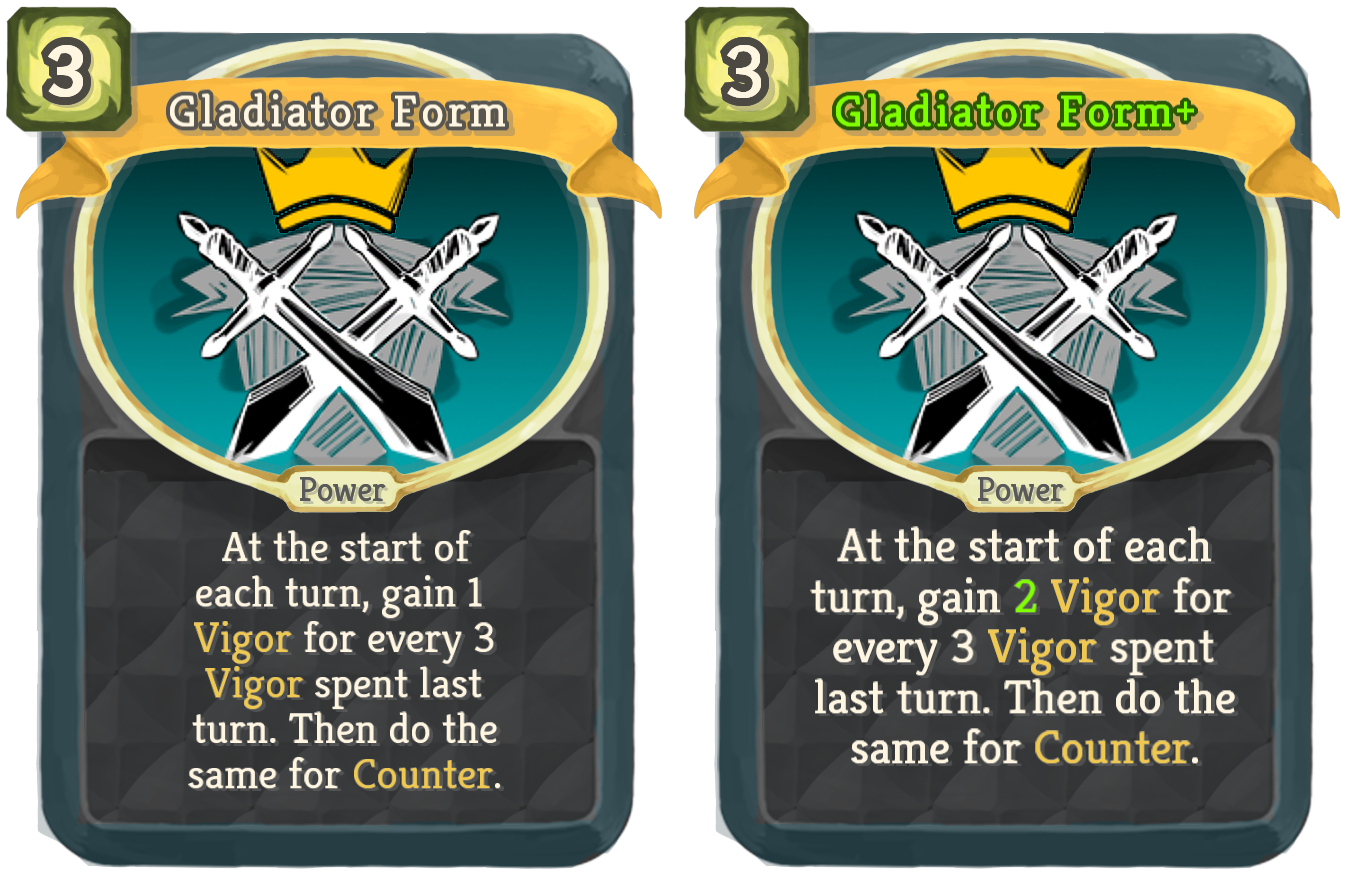 3
Gladiator Form
Power
At the start of
each turn, gain 1
Vigor for every 3
Vigor spent last
turn. Then do the
same for Counter.
3
Gladiator Form+
Power
At the start of each
turn, gain 2 Vigor for
every 3 Vigor spent
last turn. Then do the
same for Counter.